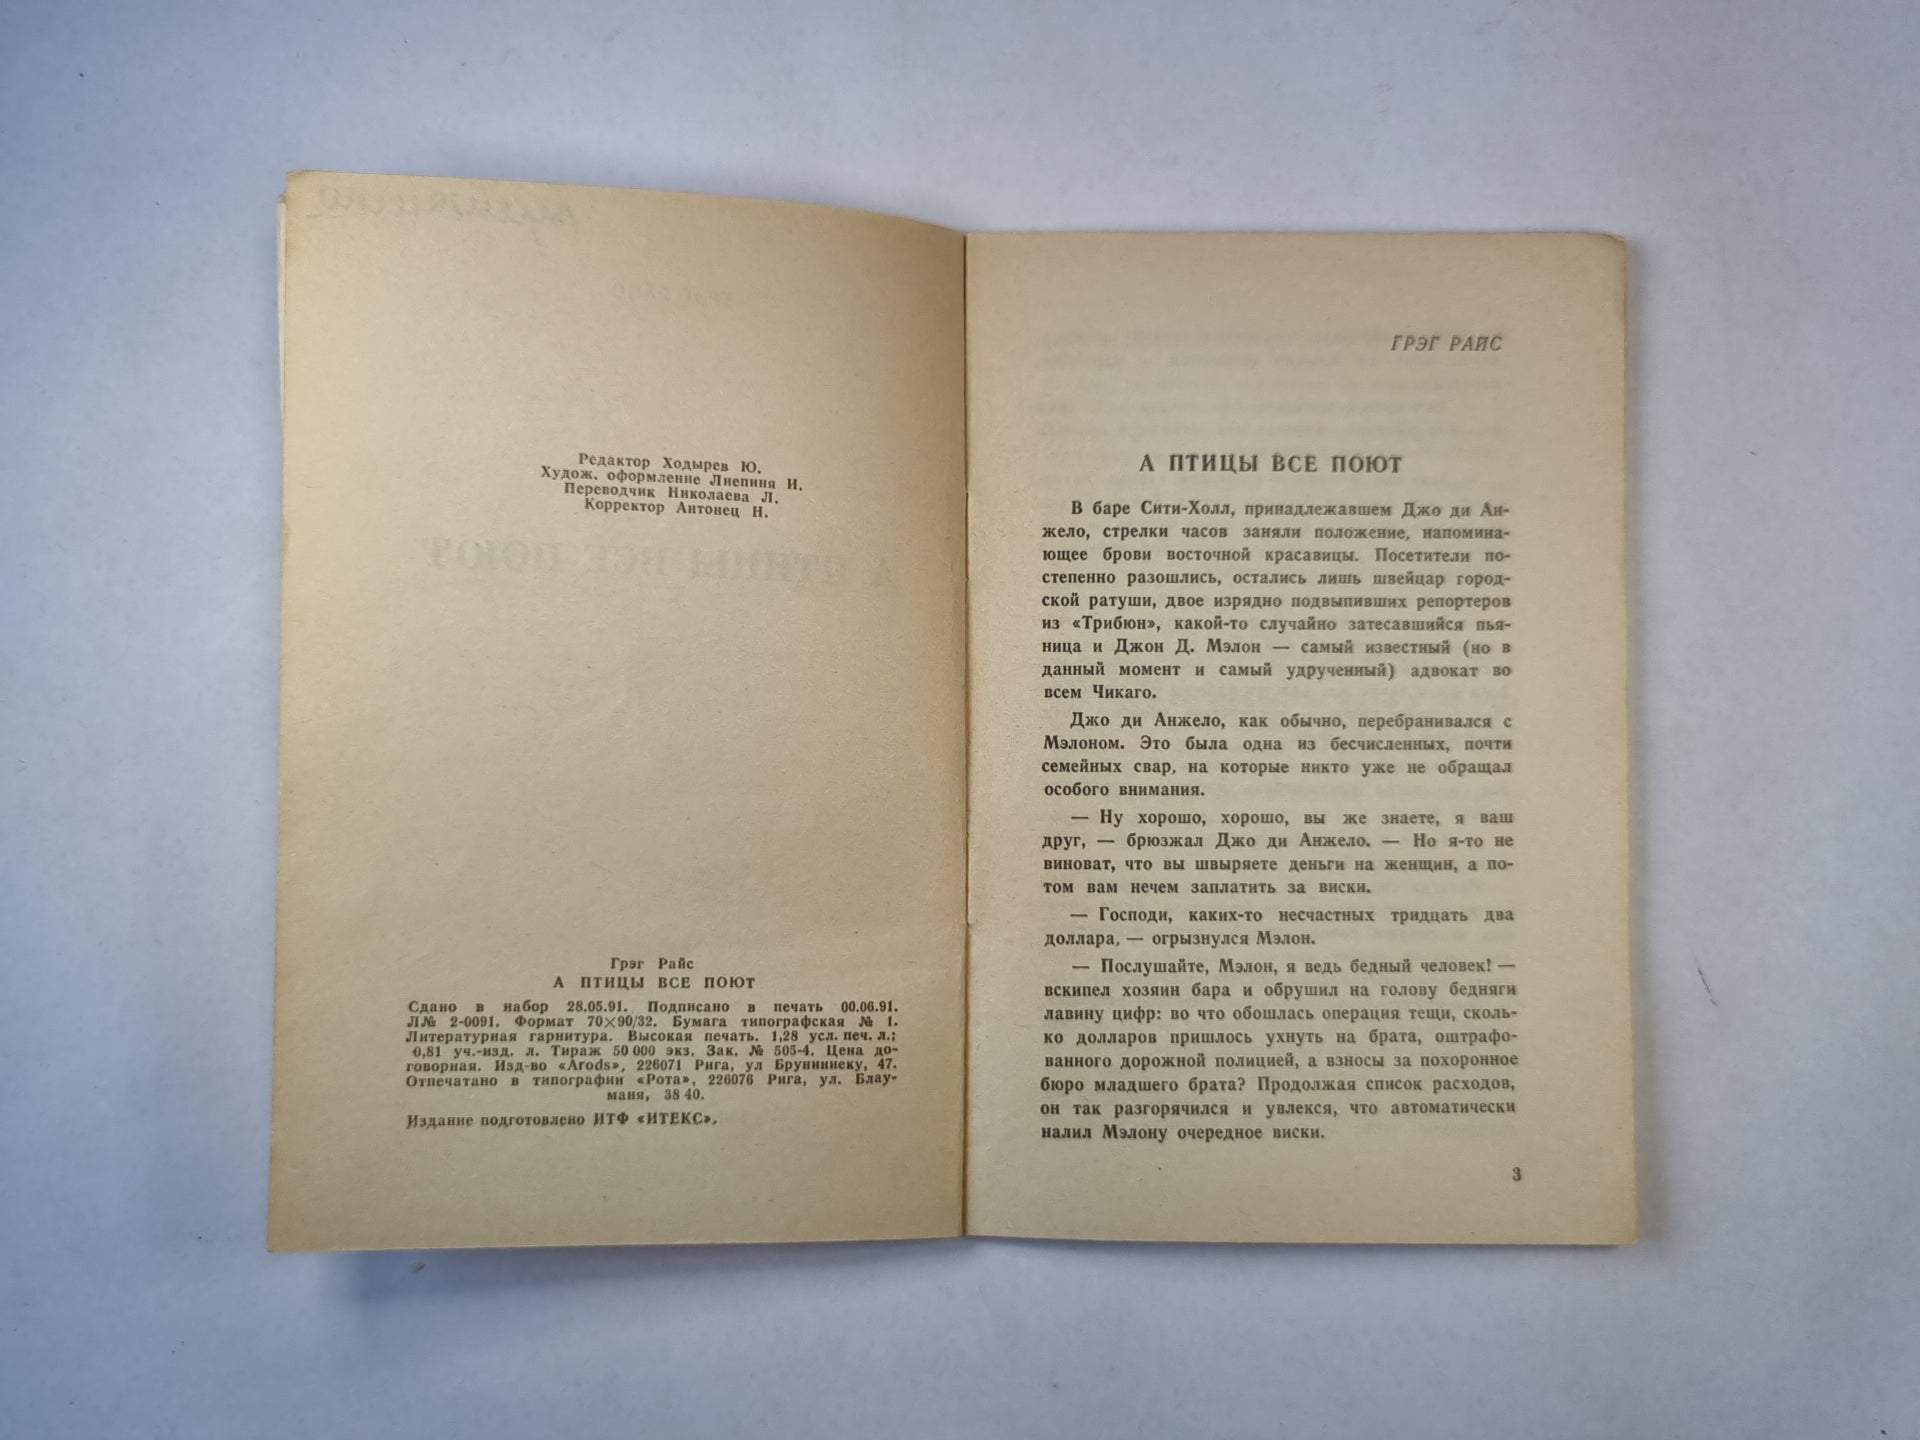 Редактор Ходырев Ю.
Худож. оформление Лиепиня И.
Переводчик Николаева Л.
Корректор Антонец Н.
Грэг Райс
А ПТИЦЫ ВСЕ ПОЮТ
Сдано в набор 28.05.91. Подписано в печать 00.06.91.
Л№ 2-0091. Формат 70×90/32. Бумага типографская № 1.
Литературная гарнитура. Высокая печать. 1,28 усл. печ. л.;
0,81 уч.-изд. л. Тираж 50 000 экз. Зак. № 505-4. Цена до-
говорная. Изд-во «Arods», 226071 Рига, ул Бруниниеку, 47.
Отпечатано в типографии «Рота», 226076 Рига, ул. Блау-
маня, 38 40.
Издание подготовлено ИТФ «ИТЕКС».
ГРЭГ РАЙС
А ПТИЦЫ ВСЕ ПОЮТ
В баре Сити-Холл, принадлежавшем Джо ди Ан-
жело, стрелки часов заняли положение, напомина-
ющее брови восточной красавицы. Посетители по-
степенно разошлись, остались лишь швейцар город-
ской ратуши, двое изрядно подвыпивших репортеров
из «Трибюн», какой-то случайно затесавшийся пья-
ница и Джон Д. Мэлон — самый известный (но в
данный момент и самый удрученный) адвокат во
всем Чикаго.
Джо ди Анжело, как обычно, перебранивался с
Мэлоном. Это была одна из бесчисленных, почти
семейных свар, на которые никто уже не обращал
особого внимания.
— Ну хорошо, хорошо, вы же знаете, я ваш
друг, — брюзжал Джо ди Анжело. — Но я-то не
виноват, что вы швыряете деньги на женщин, а по-
том вам нечем заплатить за виски.
— Господи, каких-то несчастных тридцать два
доллара, — огрызнулся Мэлон.
— Послушайте, Мэлон, я ведь бедный человек! —
вскипел хозяин бара и обрушил на голову бедняги
лавину цифр: во что обошлась операция тещи, сколь-
ко долларов пришлось ухнуть на брата, оштрафо-
ванного дорожной полицией, а взносы за похоронное
бюро младшего брата? Продолжая список расходов,
он так разгорячился и увлекся, что автоматически
налил Мэлону очередное виски.
3